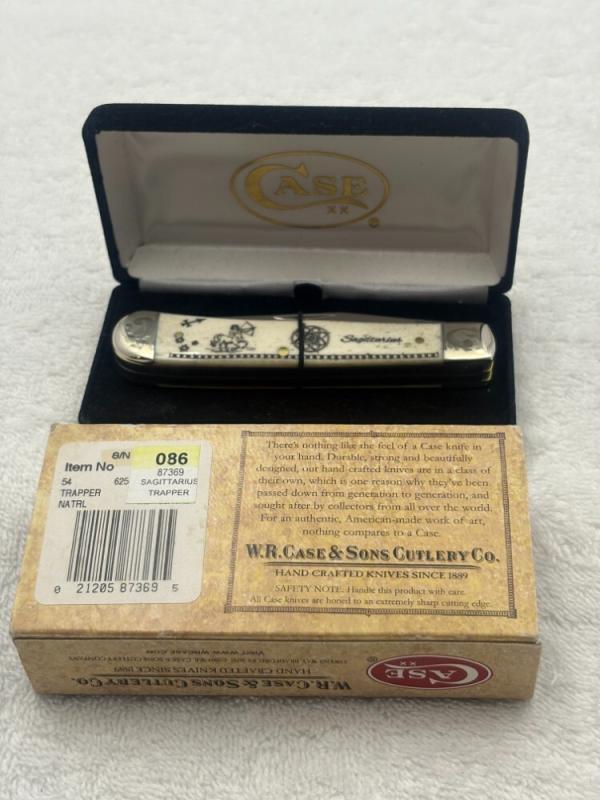 CASE
XX
®
Sagittarius
S/N
086
Item No
87369
54 625 SAGITTARIUS
TRAPPER TRAPPER
NATRL
0 21205 87369 5
There's nothing like the feel of a Case knife in
your hand. Durable, strong and beautifully
designed, our hand crafted knives are in a class of
their own, which is one reason why they've been
passed down from generation to generation, and
sought after by collectors from all over the world.
For an authentic, American-made work of art,
nothing compares to a Case.
W.R. CASE & SONS CUTLERY CO.
HAND-CRAFTED KNIVES SINCE 1889
SAFETY NOTE: Handle this product with care.
All Case knives are honed to an extremely sharp cutting edge.
CASE
XX
®
W.R. CASE & SONS CUTLERY CO.
HAND-CRAFTED KNIVES SINCE 1889
VISIT WWW.WRCASE.COM